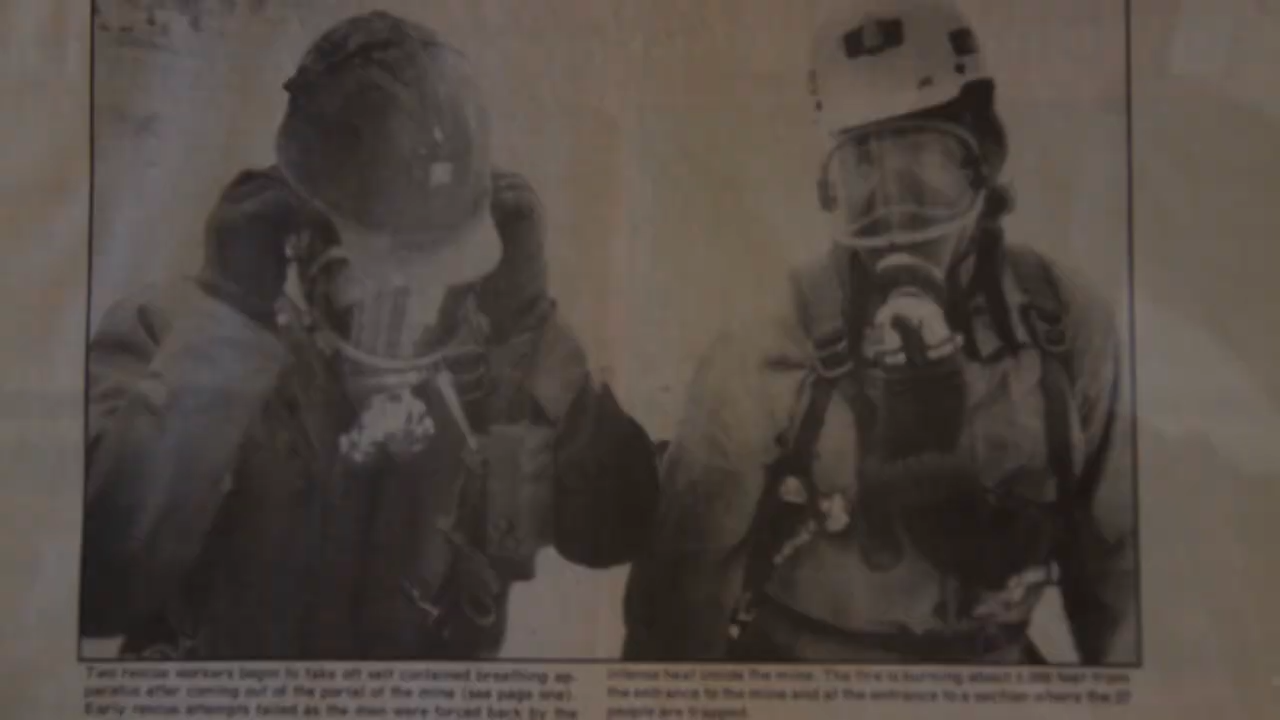 Two rescue workers begin to take off self contained breathing ap-
paratus after coming out of the portal of the mine (see page one).
Early rescue attempts failed as the men were forced back by the
intense heat inside the mine. The fire is burning about feet from
the entrance to the mine and at the entrance to a section where the 27
people are trapped.